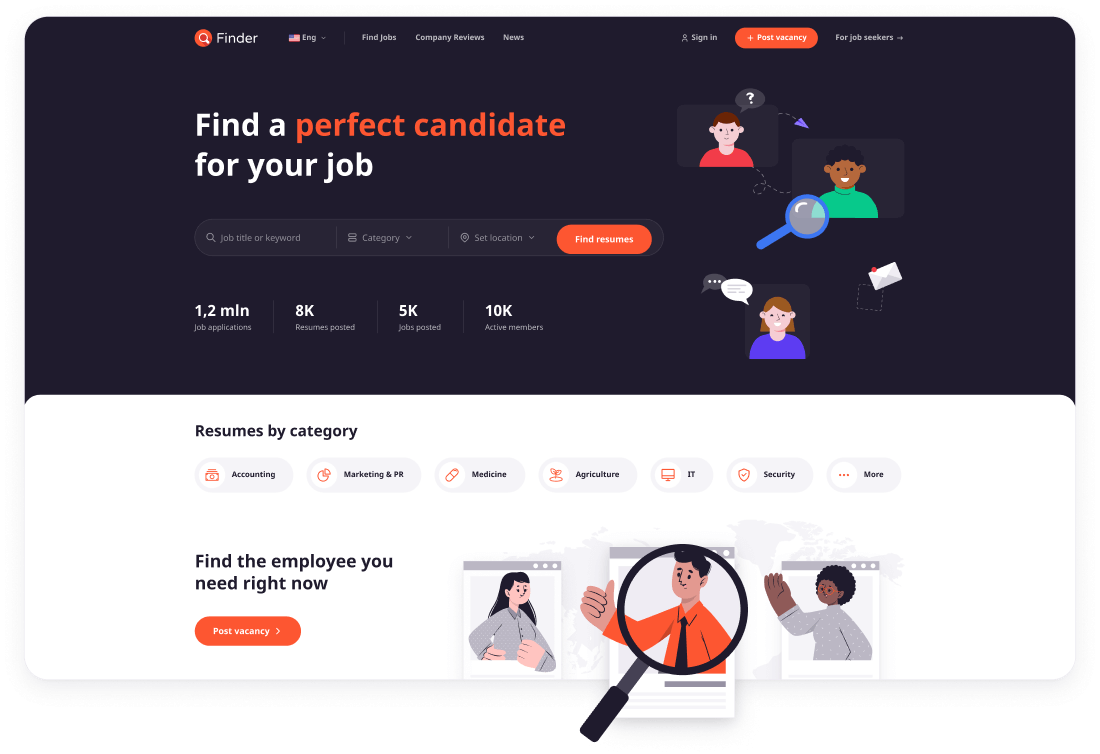 Finder
Eng
Find Jobs
Company Reviews
News
Sign in
+ Post vacancy
For job seekers →
?
Find a perfect candidate
for your job
Job title or keyword
Category
Set location
Find resumes
1,2 mln
Job applications
8K
Resumes posted
5K
Jobs posted
10K
Active members
Resumes by category
Accounting
Marketing & PR
Medicine
Agriculture
IT
Security
More
Find the employee you
need right now
Post vacancy